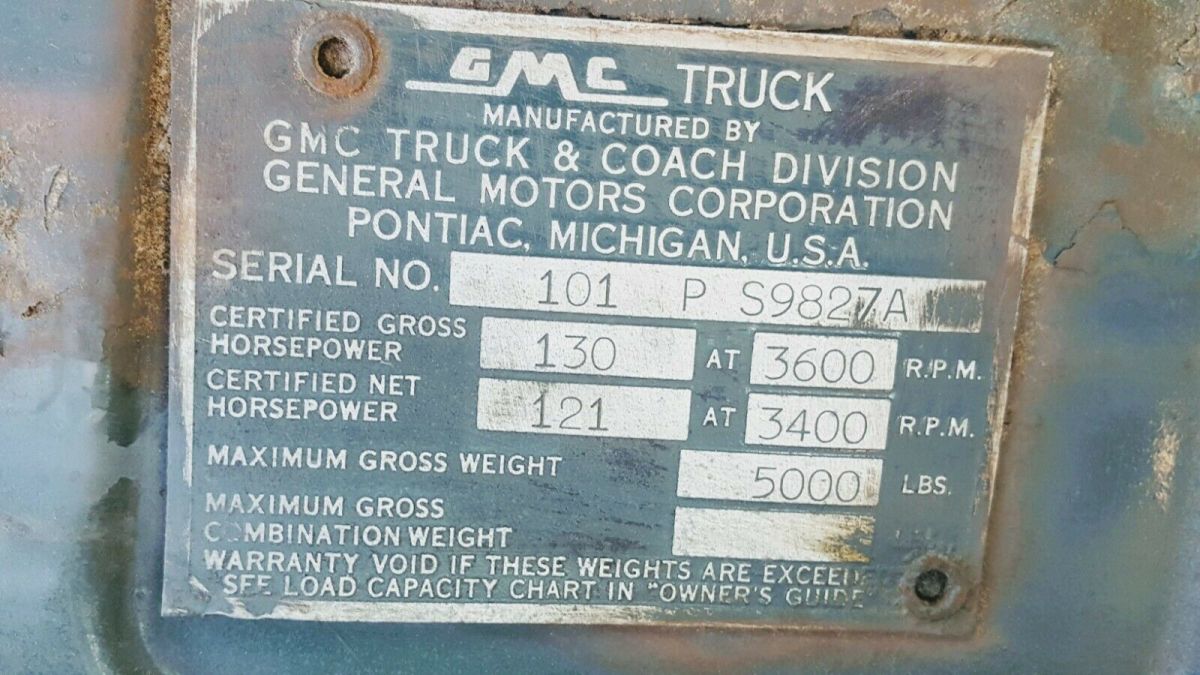 GMC TRUCK
MANUFACTURED BY
GMC TRUCK & COACH DIVISION
GENERAL MOTORS CORPORATION
PONTIAC, MICHIGAN, U.S.A.
SERIAL NO. 101 P S9827A
CERTIFIED GROSS
HORSEPOWER 130 AT 3600 R.P.M.
CERTIFIED NET
HORSEPOWER 121 AT 3400 R.P.M.
MAXIMUM GROSS WEIGHT 5000 LBS.
MAXIMUM GROSS
COMBINATION WEIGHT
WARRANTY VOID IF THESE WEIGHTS ARE EXCEEDE
SEE LOAD CAPACITY CHART IN "OWNER'S GUIDE"